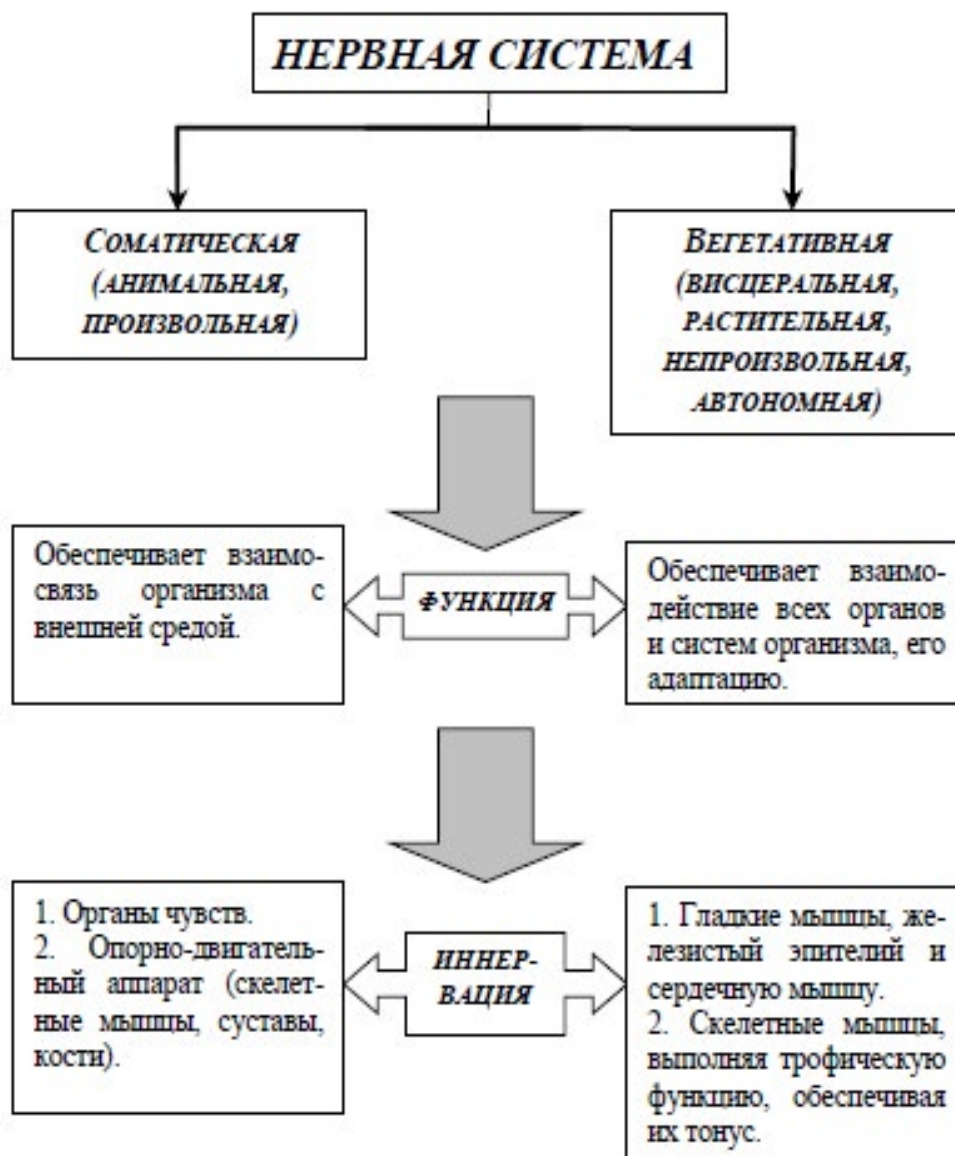 НЕРВНАЯ СИСТЕМА
СОМАТИЧЕСКАЯ
(АНИМАЛЬНАЯ,
ПРОИЗВОЛЬНАЯ)
ВЕГЕТАТИВНАЯ
(ВИСЦЕРАЛЬНАЯ,
РАСТИТЕЛЬНАЯ,
НЕПРОИЗВОЛЬНАЯ,
АВТОНОМНАЯ)
Обеспечивает взаимо-
связь организма с
внешней средой.
ФУНКЦИЯ
Обеспечивает взаимо-
действие всех органов
и систем организма, его
адаптацию.
1. Органы чувств.
2. Опорно-двигатель-
ный аппарат (скелет-
ные мышцы, суставы,
кости).
ИННЕР-
ВАЦИЯ
1. Гладкие мышцы, же-
лезистый эпителий и
сердечную мышцу.
2. Скелетные мышцы,
выполняя трофическую
функцию, обеспечивая
их тонус.